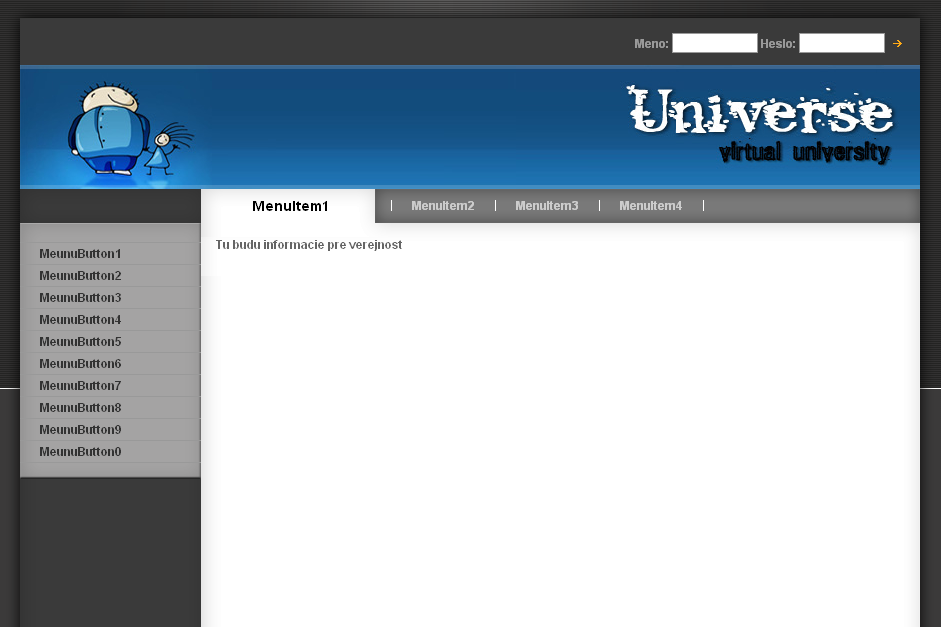 Meno: Heslo:
Universe
virtual university
MenuItem1 MenuItem2 MenuItem3 MenuItem4
Tu budu informacie pre verejnost
MeunuButton1
MeunuButton2
MeunuButton3
MeunuButton4
MeunuButton5
MeunuButton6
MeunuButton7
MeunuButton8
MeunuButton9
MeunuButton0